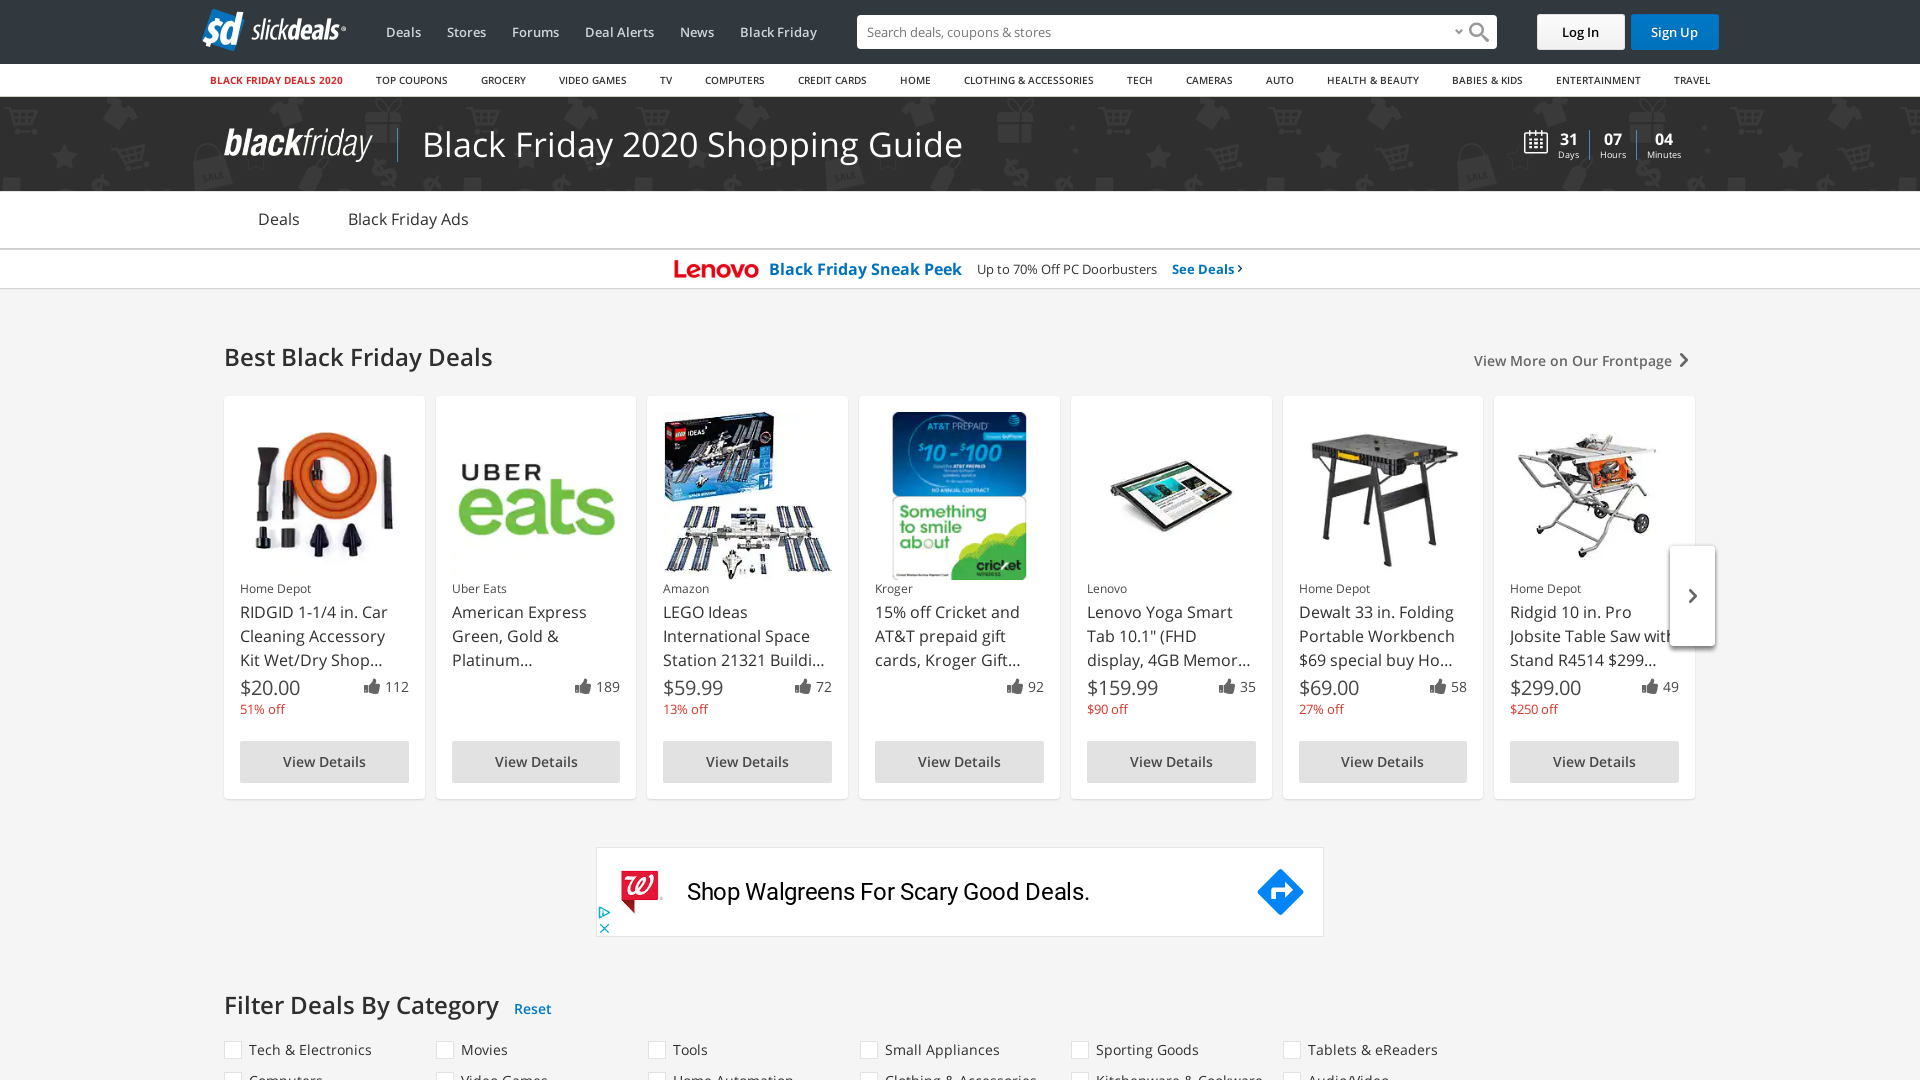 sd slickdeals
Deals
Stores
Forums
Deal Alerts
News
Black Friday
Search deals, coupons & stores
Log In
Sign Up
BLACK FRIDAY DEALS 2020
TOP COUPONS
GROCERY
VIDEO GAMES
TV
COMPUTERS
CREDIT CARDS
HOME
CLOTHING & ACCESSORIES
TECH
CAMERAS
AUTO
HEALTH & BEAUTY
BABIES & KIDS
ENTERTAINMENT
TRAVEL
blackfriday
Black Friday 2020 Shopping Guide
31 Days
07 Hours
04 Minutes
Deals
Black Friday Ads
Lenovo Black Friday Sneak Peek Up to 70% Off PC Doorbusters See Deals
Best Black Friday Deals
View More on Our Frontpage
Home Depot
RIDGID 1-1/4 in. Car
Cleaning Accessory
Kit Wet/Dry Shop...
$20.00
112
51% off
View Details
UBER
eats
Uber Eats
American Express
Green, Gold &
Platinum...
189
View Details
LEGO IDEAS
Amazon
LEGO Ideas
International Space
Station 21321 Buildi...
$59.99
72
13% off
View Details
AT&T PREPAID
$10 - $100
NO ANNUAL CONTRACT
Something
to smile
about
cricket
wireless
Kroger
15% off Cricket and
AT&T prepaid gift
cards, Kroger Gift...
92
View Details
Lenovo
Lenovo Yoga Smart
Tab 10.1" (FHD
display, 4GB Memor...
$159.99
35
$90 off
View Details
Home Depot
Dewalt 33 in. Folding
Portable Workbench
$69 special buy Ho...
$69.00
58
27% off
View Details
Home Depot
Ridgid 10 in. Pro
Jobsite Table Saw with
Stand R4514 $299...
$299.00
49
$250 off
View Details
Shop Walgreens For Scary Good Deals.
Filter Deals By Category
Reset
Tech & Electronics
Movies
Tools
Small Appliances
Sporting Goods
Tablets & eReaders
Computers
Video Games
Home Automation
Clothing & Accessories
Kitchenware & Cookware
Audio/Video